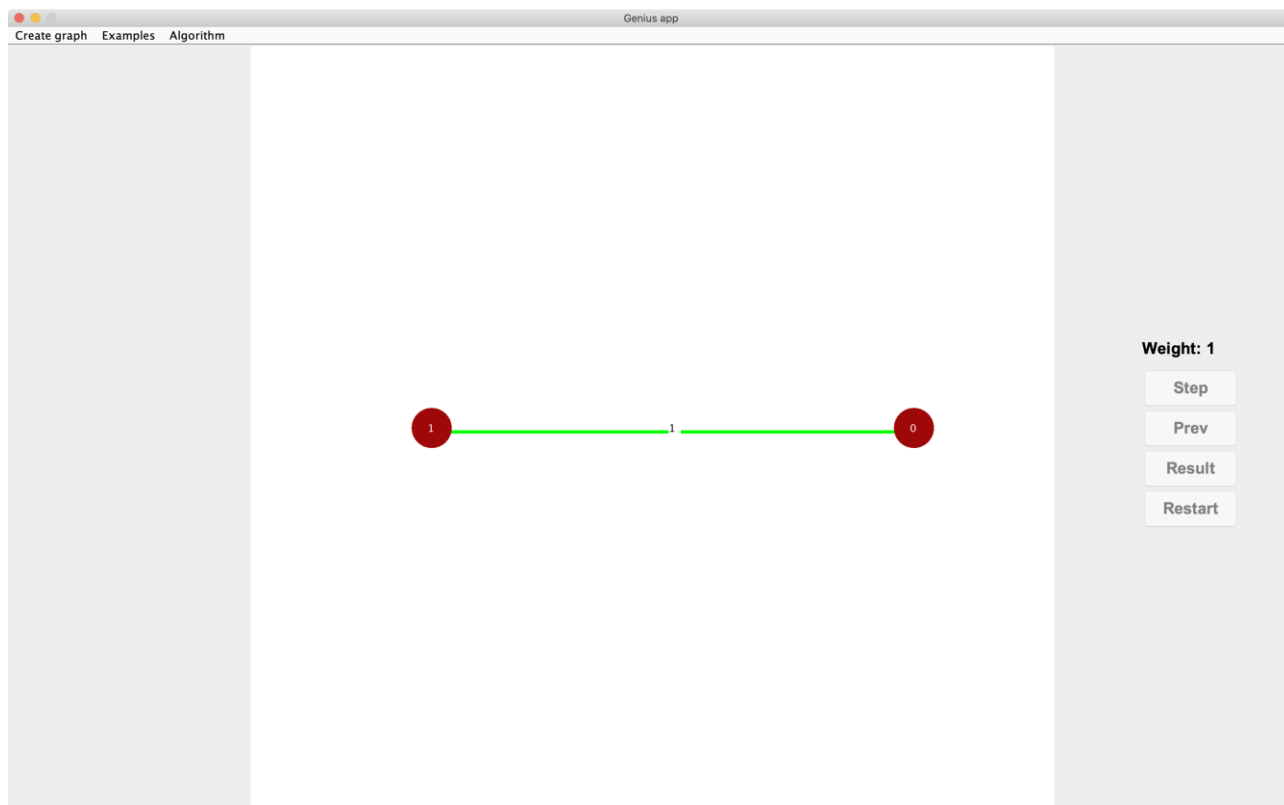 Genius app
Create graph Examples Algorithm
Weight: 1
Step
1 1 0
Prev
Result
Restart